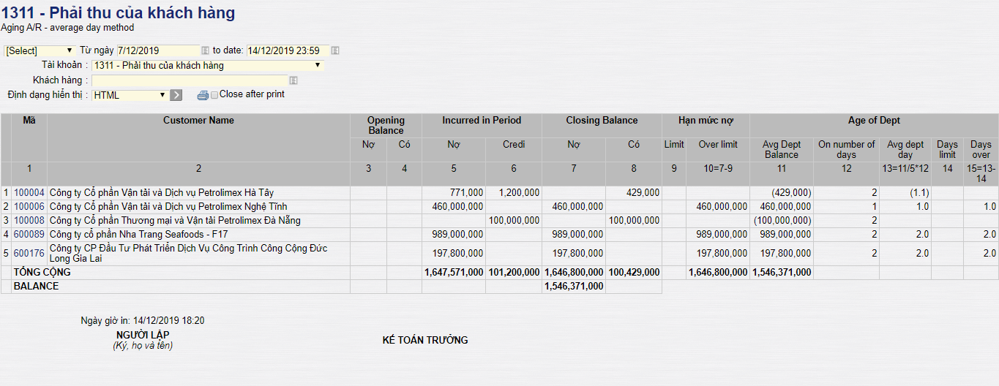 1311 - Phải thu của khách hàng
Aging A/R - average day method
[Select] Từ ngày 7/12/2019 to date: 14/12/2019 23:59
Tài khoản : 1311 - Phải thu của khách hàng
Khách hàng :
Định dạng hiển thị : HTML Close after print
Mã Customer Name Opening Balance Incurred in Period Closing Balance Hạn mức nợ Age of Dept
Nợ Có Nợ Credi Nợ Có Limit Over limit Avg Dept Balance On number of days Avg dept day Days limit Days over
1 2 3 4 5 6 7 8 9 10=7-9 11 12 13=11/5*12 14 15=13-14
1 100004 Công ty Cổ phần Vận tải và Dịch vụ Petrolimex Hà Tây 771,000 1,200,000 429,000 (429,000) 2 (1.1)
2 100006 Công ty Cổ phần Vận tải và Dịch vụ Petrolimex Nghệ Tĩnh 460,000,000 460,000,000 460,000,000 460,000,000 1 1.0 1.0
3 100008 Công ty Cổ phần Thương mại và Vận tải Petrolimex Đà Nẵng 100,000,000 100,000,000 (100,000,000) 2
4 600089 Công ty cổ phần Nha Trang Seafoods - F17 989,000,000 989,000,000 989,000,000 989,000,000 2 2.0 2.0
5 600176 Công ty CP Đầu Tư Phát Triển Dịch Vụ Công Trình Công Cộng Đức Long Gia Lai 197,800,000 197,800,000 197,800,000 197,800,000 2 2.0 2.0
TỔNG CỘNG 1,647,571,000 101,200,000 1,646,800,000 100,429,000 1,646,800,000 1,546,371,000
BALANCE 1,546,371,000
Ngày giờ in: 14/12/2019 18:20
NGƯỜI LẬP
(Ký, họ và tên)
KẾ TOÁN TRƯỞNG